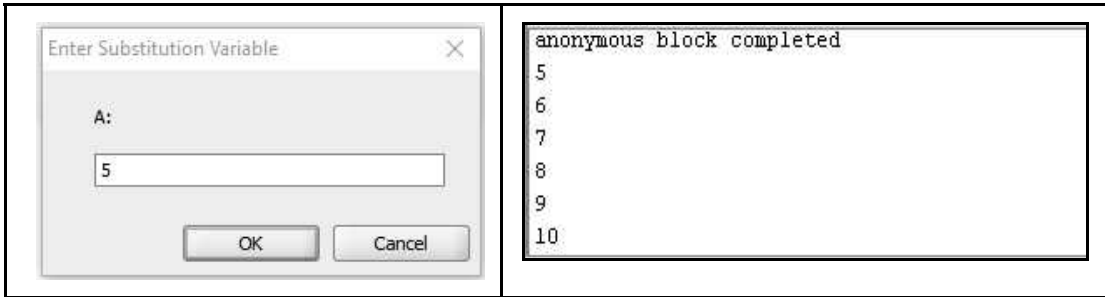 Enter Substitution Variable
A:
5
OK
Cancel
anonymous block completed
5
6
7
8
9
10